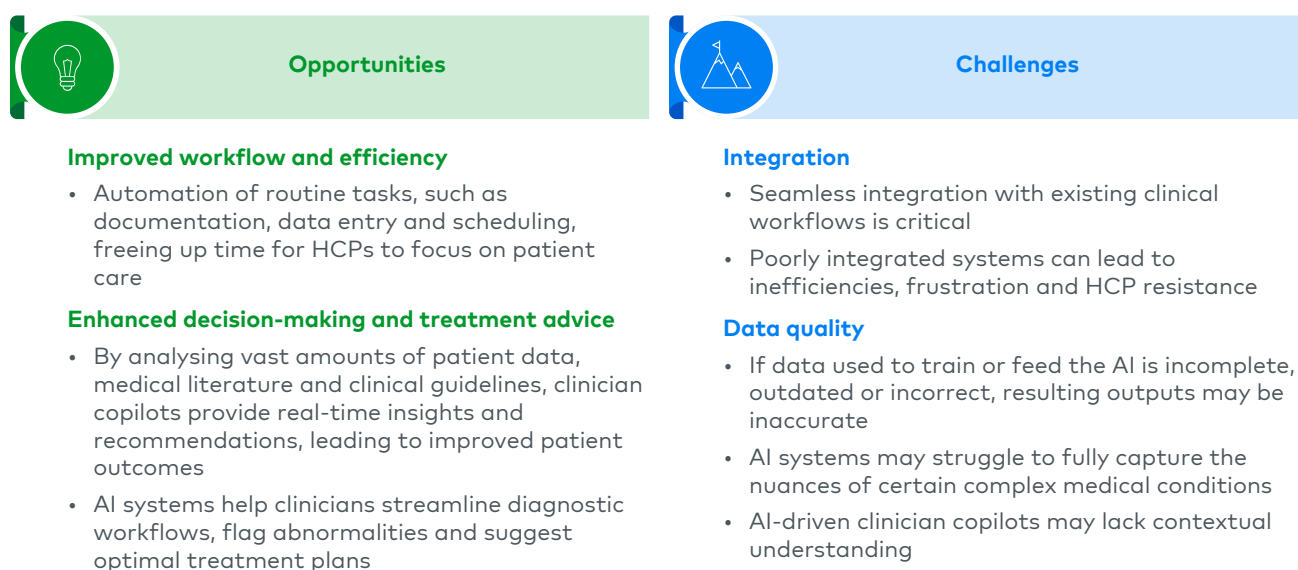 Opportunities
Improved workflow and efficiency
• Automation of routine tasks, such as
documentation, data entry and scheduling,
freeing up time for HCPs to focus on patient
care
Enhanced decision-making and treatment advice
• By analysing vast amounts of patient data,
medical literature and clinical guidelines, clinician
copilots provide real-time insights and
recommendations, leading to improved patient
outcomes
• AI systems help clinicians streamline diagnostic
workflows, flag abnormalities and suggest
optimal treatment plans
Challenges
Integration
• Seamless integration with existing clinical
workflows is critical
• Poorly integrated systems can lead to
inefficiencies, frustration and HCP resistance
Data quality
• If data used to train or feed the AI is incomplete,
outdated or incorrect, resulting outputs may be
inaccurate
• AI systems may struggle to fully capture the
nuances of certain complex medical conditions
• AI-driven clinician copilots may lack contextual
understanding